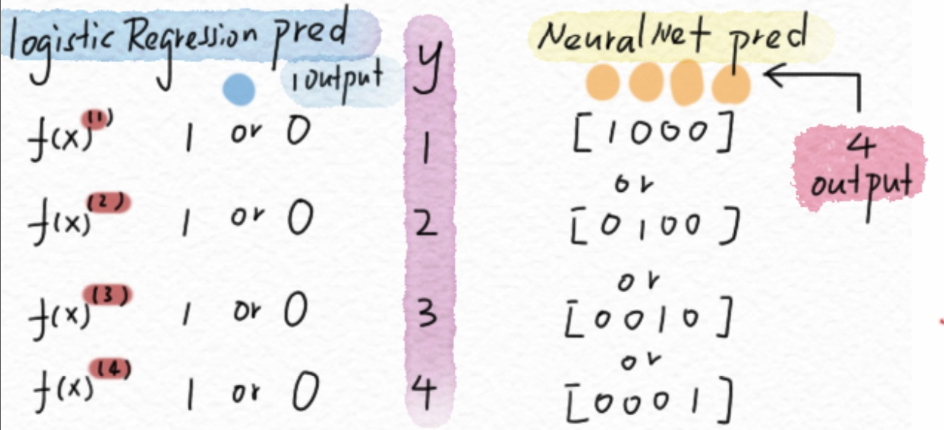 logistic Regression pred y NeuralNet pred
1 output
f(x)^(1) 1 or 0 1 [1 0 0 0]
4 output
or
f(x)^(2) 1 or 0 2 [0 1 0 0]
or
f(x)^(3) 1 or 0 3 [0 0 1 0]
or
f(x)^(4) 1 or 0 4 [0 0 0 1]